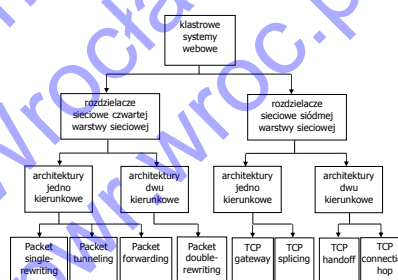 klastrowe
systemy
webowe
rozdzielacze
sieciowe czwartej
warstwy sieciowej
rozdzielacze
sieciowe siódmej
warstwy sieciowej
architektury
jedno
kierunkowe
architektury
dwu
kierunkowe
architektury
jedno
kierunkowe
architektury
dwu
kierunkowe
Packet
single-
rewriting
Packet
tunneling
Packet
forwarding
Packet
double-
rewriting
TCP
gateway
TCP
splicing
TCP
handoff
TCP
connecti
hop